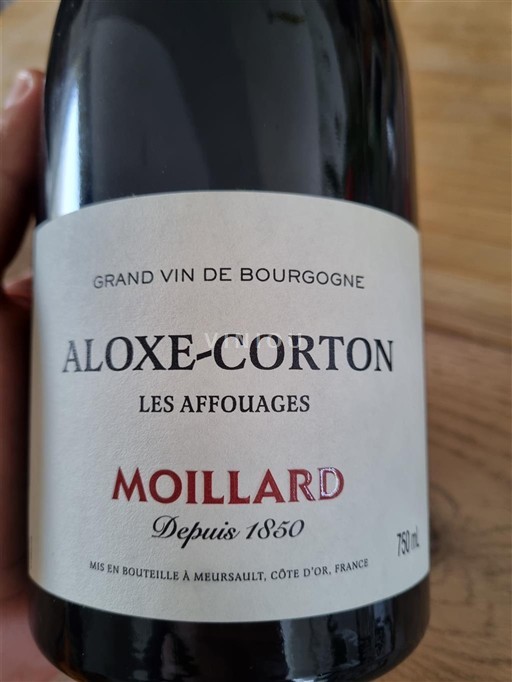 GRAND VIN DE BOURGOGNE
viniou
ALOXE-CORTON
LES AFFOUAGES
MOILLARD
Depuis 1850
750 mL
MIS EN BOUTEILLE À MEURSAULT, CÔTE D'OR, FRANCE